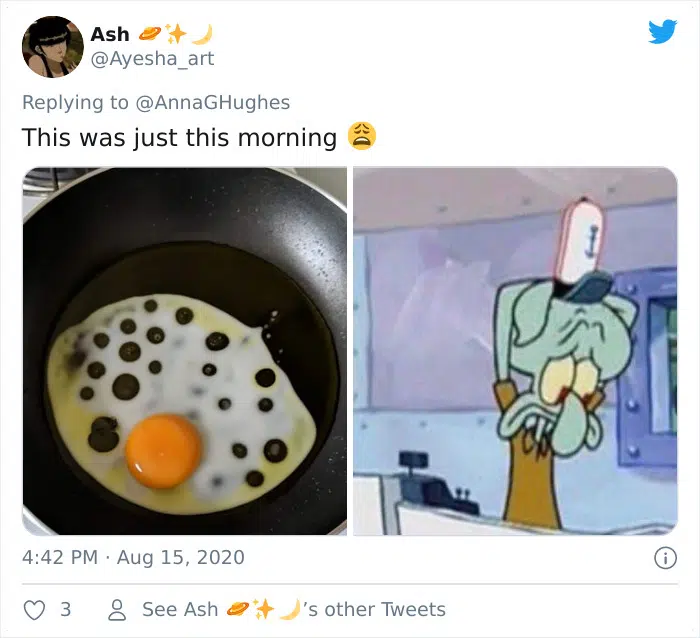 Ash 🪐✨🌙
@Ayesha_art
Replying to @AnnaGHughes
This was just this morning 😩
4:42 PM · Aug 15, 2020
3
See Ash 🪐✨🌙's other Tweets